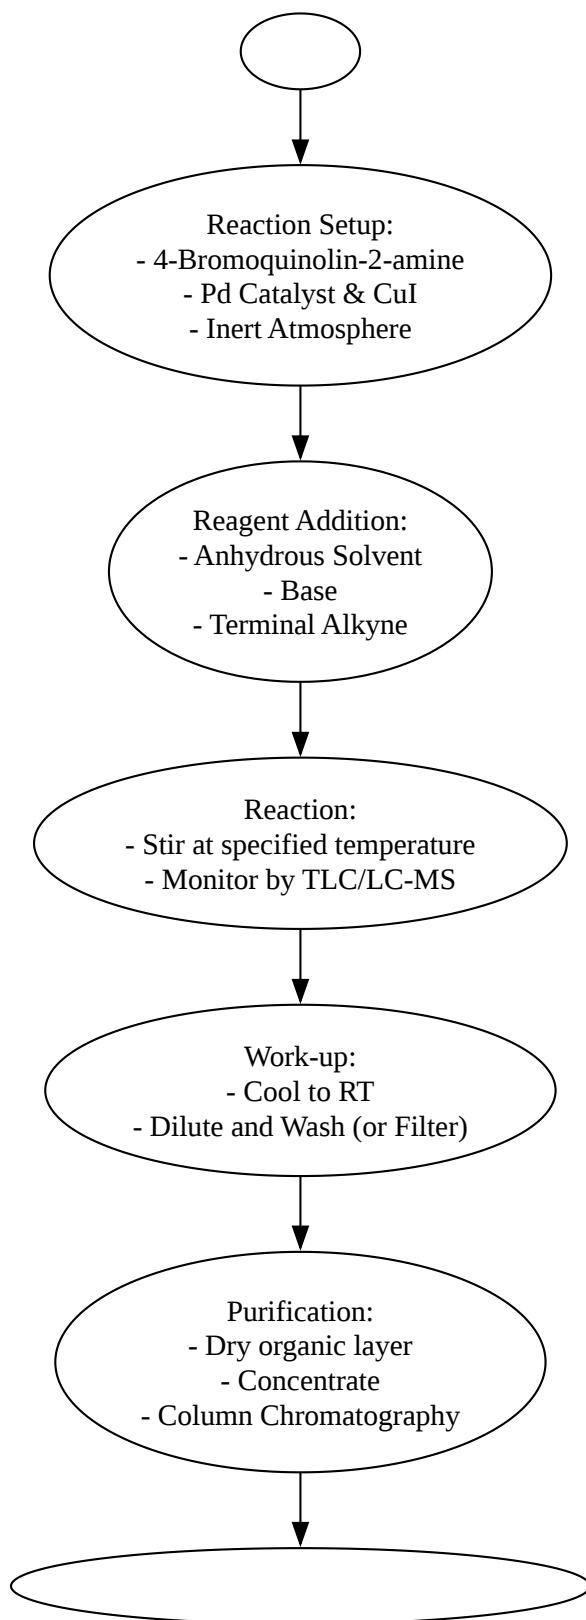 Reaction Setup:
- 4-Bromoquinolin-2-amine
- Pd Catalyst & CuI
- Inert Atmosphere
Reagent Addition:
- Anhydrous Solvent
- Base
- Terminal Alkyne
Reaction:
- Stir at specified temperature
- Monitor by TLC/LC-MS
Work-up:
- Cool to RT
- Dilute and Wash (or Filter)
Purification:
- Dry organic layer
- Concentrate
- Column Chromatography